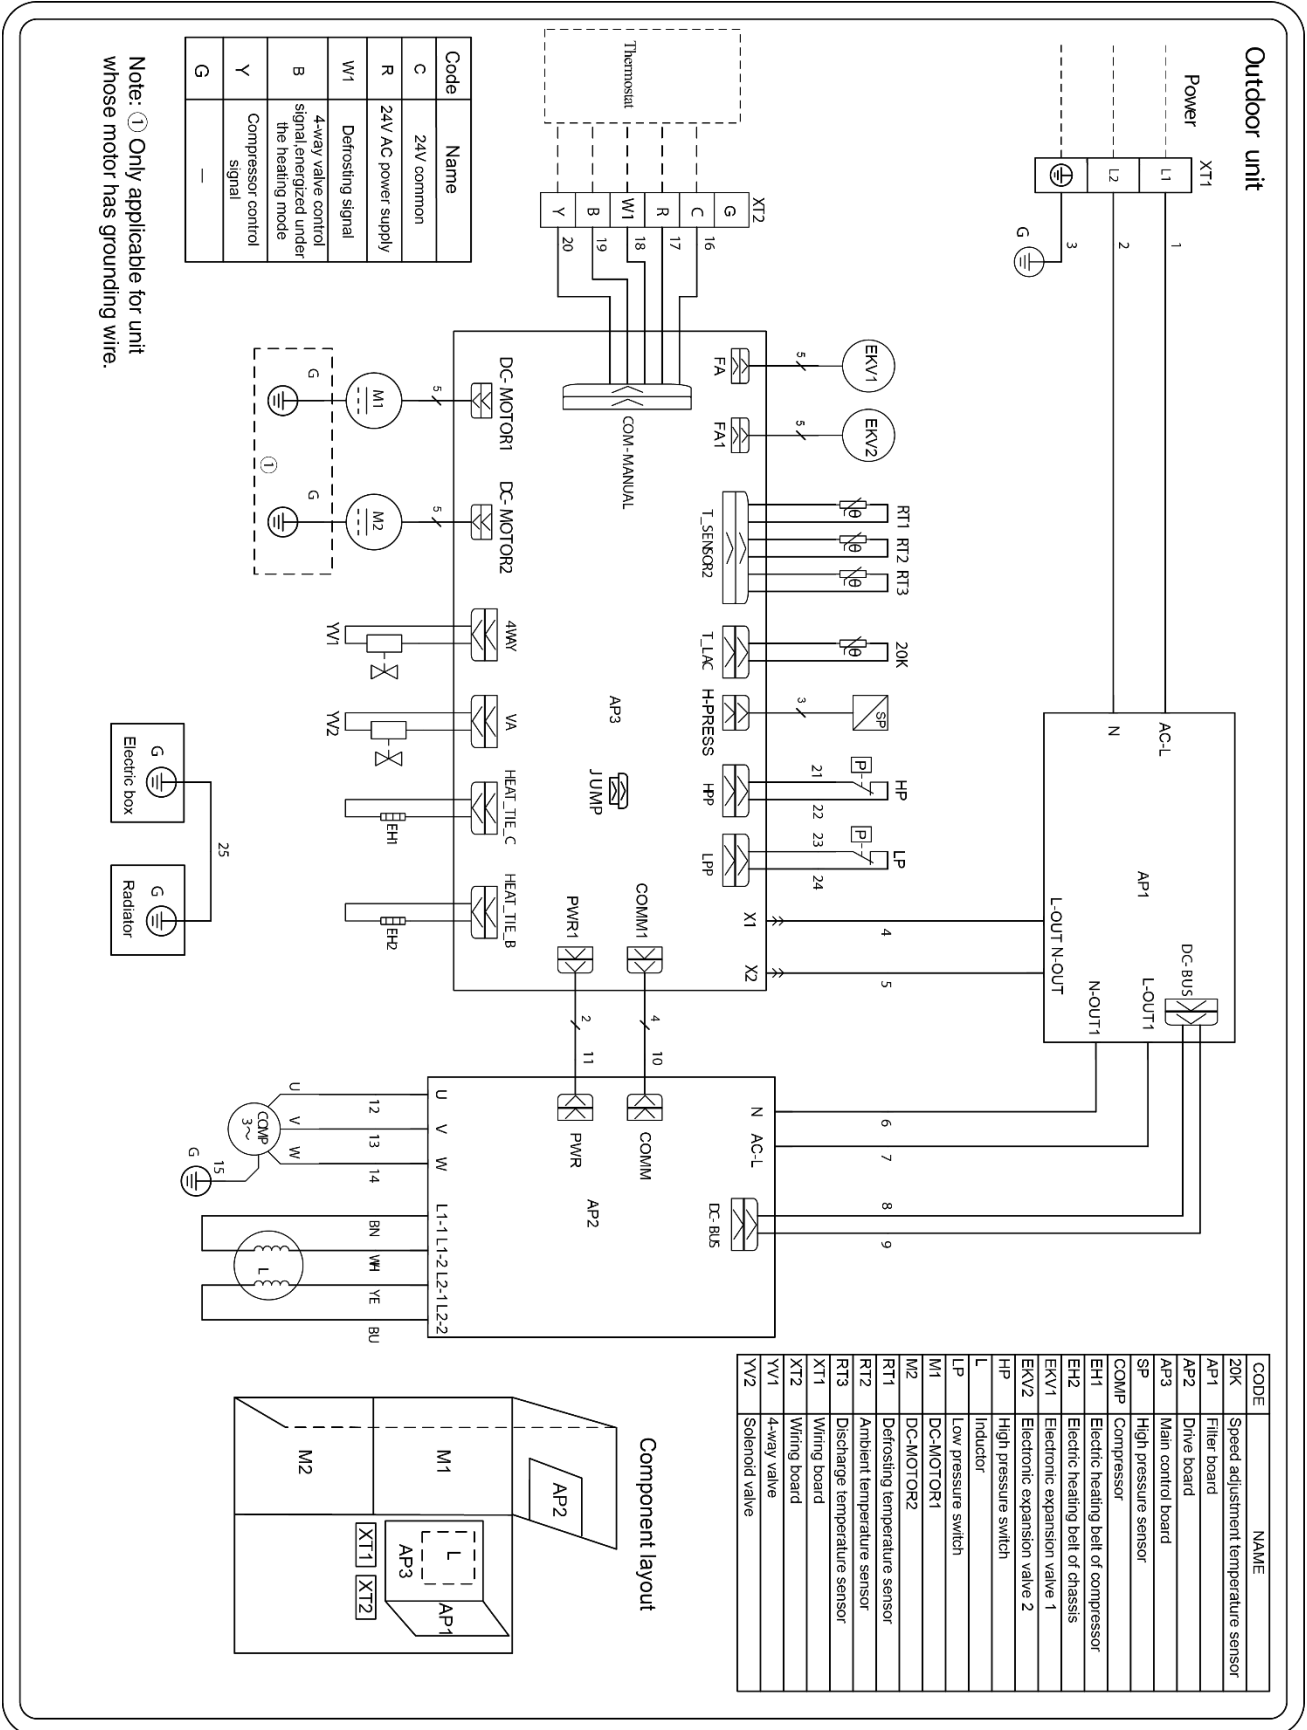 Outdoor unit
Power
XT1
L1
L2
1
2
3
G
AC-L
N
AP1
L-OUT N-OUT
N-OUT1
L-OUT1
DC-BUS
4
5
6
7
8
9
Thermostat
XT2
G
C
R
W1
B
Y
16
17
18
19
20
COM-MANUAL
EKV1
EKV2
5
5
FA
FA1
RT1
RT2
RT3
20K
SP
HP
LP
θ
θ
θ
θ
P
P
3
21
22
23
24
T_SENSOR2
T_LAC
H-PRESS
HPP
LPP
X1
X2
AP3
JUMP
COMM1
PWR1
4
10
2
11
DC-MOTOR1
DC-MOTOR2
4WAY
VA
HEAT_TIE_C
HEAT_TIE_B
5
5
M1
M2
G
G
①
YV1
YV2
EH1
EH2
N
AC-L
DC-BUS
COMM
PWR
AP2
U
V
W
L1-1
L1-2
L2-1
L2-2
12
13
14
BN
WH
YE
BU
U
V
W
COMP
3~
15
G
L
G
Electric box
25
G
Radiator
Code Name
C 24V common
R 24V AC power supply
W1 Defrosting signal
B 4-way valve control
signal,energized under
the heating mode
Y Compressor control
signal
G —
Note: ① Only applicable for unit
whose motor has grounding wire.
CODE NAME
20K Speed adjustment temperature sensor
AP1 Filter board
AP2 Drive board
AP3 Main control board
SP High pressure sensor
COMP Compressor
EH1 Electric heating belt of compressor
EH2 Electric heating belt of chassis
EKV1 Electronic expansion valve 1
EKV2 Electronic expansion valve 2
HP High pressure switch
L Inductor
LP Low pressure switch
M1 DC-MOTOR1
M2 DC-MOTOR2
RT1 Defrosting temperature sensor
RT2 Ambient temperature sensor
RT3 Discharge temperature sensor
XT1 Wiring board
XT2 Wiring board
YV1 4-way valve
YV2 Solenoid valve
Component layout
AP2
M1
M2
L
AP3
AP1
XT1
XT2